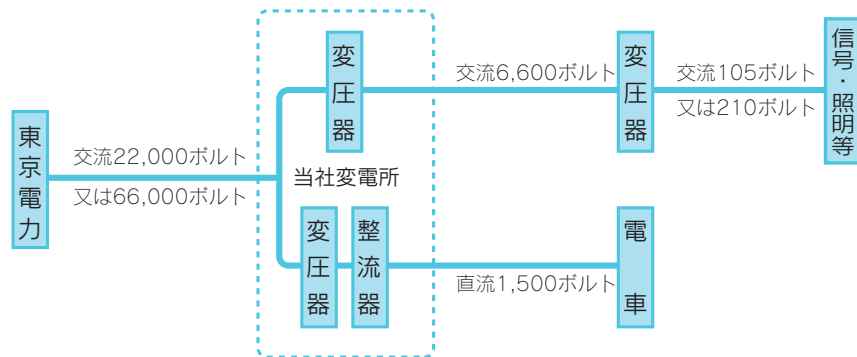 東京電力
交流22,000ボルト
又は66,000ボルト
当社変電所
変圧器
交流6,600ボルト
変圧器
交流105ボルト
又は210ボルト
信号・照明等
変圧器
整流器
直流1,500ボルト
電車